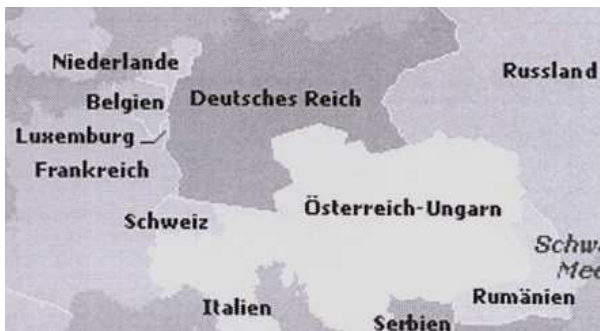 Niederlande
Russland
Belgien
Deutsches Reich
Luxemburg
Frankreich
Österreich-Ungarn
Schweiz
Rumänien
Italien
Serbien